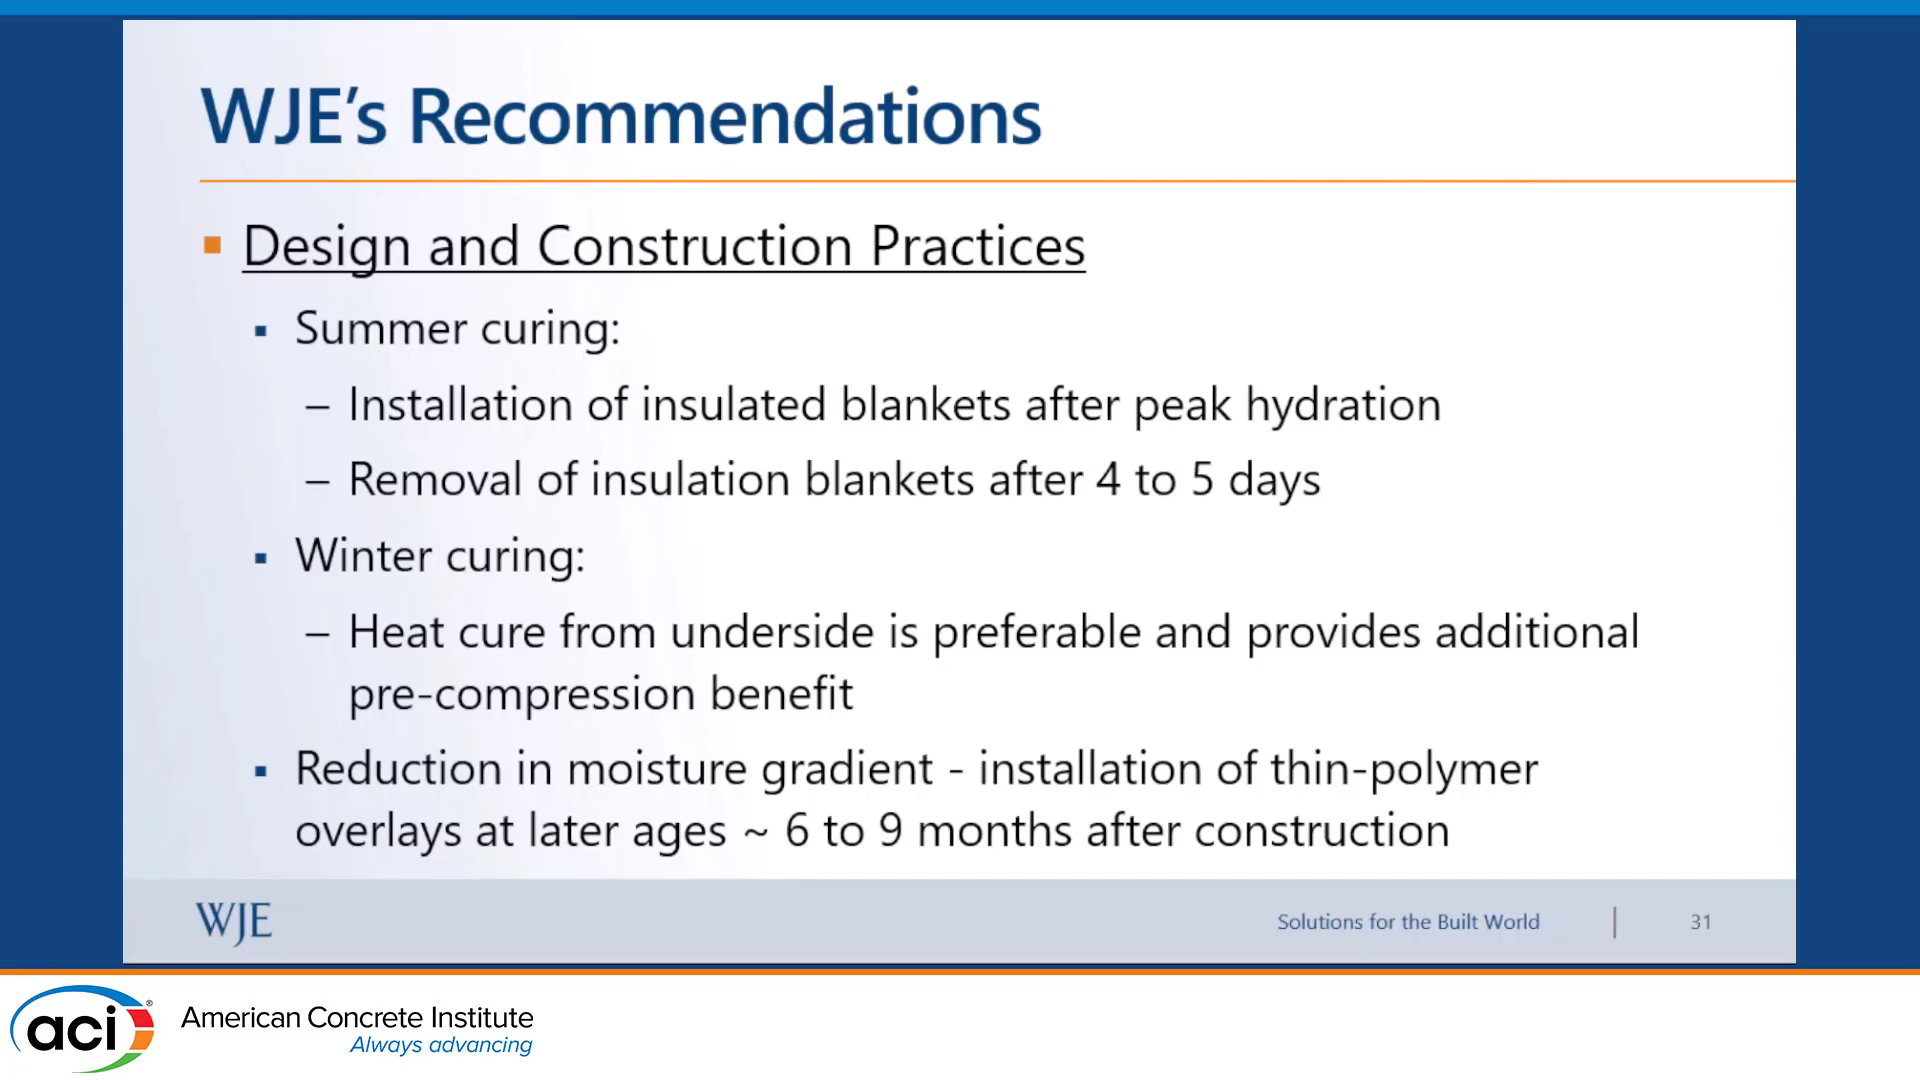 WJE's Recommendations
▪ Design and Construction Practices
▪ Summer curing:
– Installation of insulated blankets after peak hydration
– Removal of insulation blankets after 4 to 5 days
▪ Winter curing:
– Heat cure from underside is preferable and provides additional
pre-compression benefit
▪ Reduction in moisture gradient - installation of thin-polymer
overlays at later ages ~ 6 to 9 months after construction
WJE
Solutions for the Built World | 31
aci®
American Concrete Institute
Always advancing